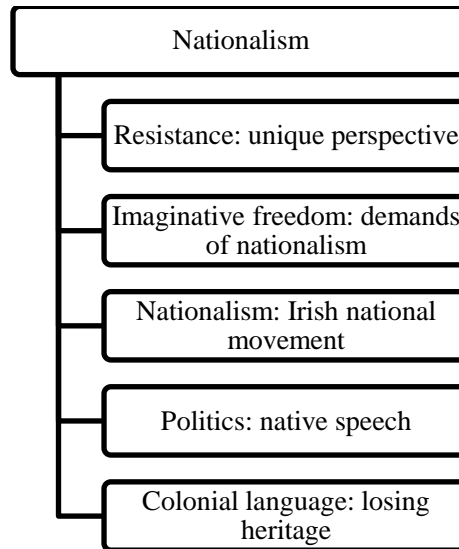 Nationalism
Resistance: unique perspective
Imaginative freedom: demands
of nationalism
Nationalism: Irish national
movement
Politics: native speech
Colonial language: losing
heritage